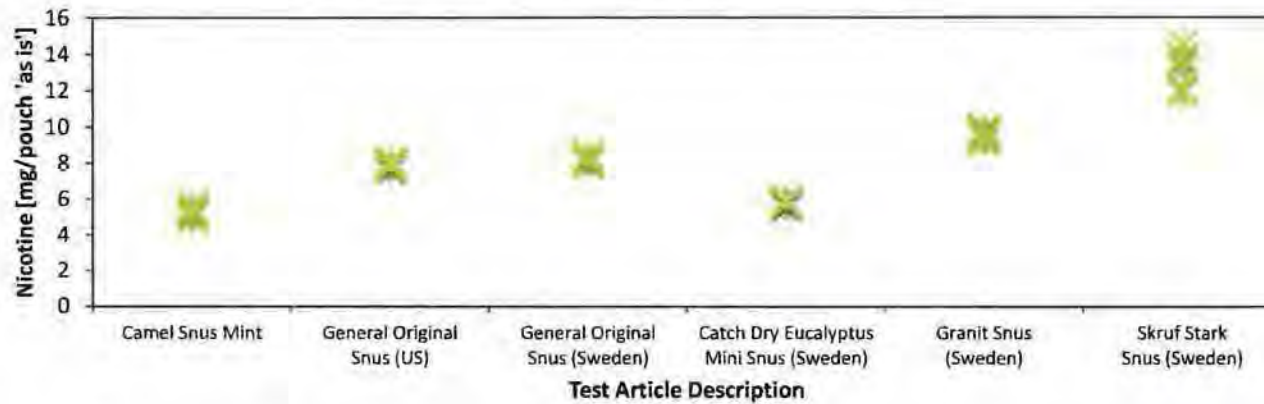 Nicotine [mg/pouch 'as is']
16
14
12
10
8
6
4
2
0
Camel Snus Mint
General Original
Snus (US)
General Original
Snus (Sweden)
Catch Dry Eucalyptus
Mini Snus (Sweden)
Granit Snus
(Sweden)
Skruf Stark
Snus (Sweden)
Test Article Description